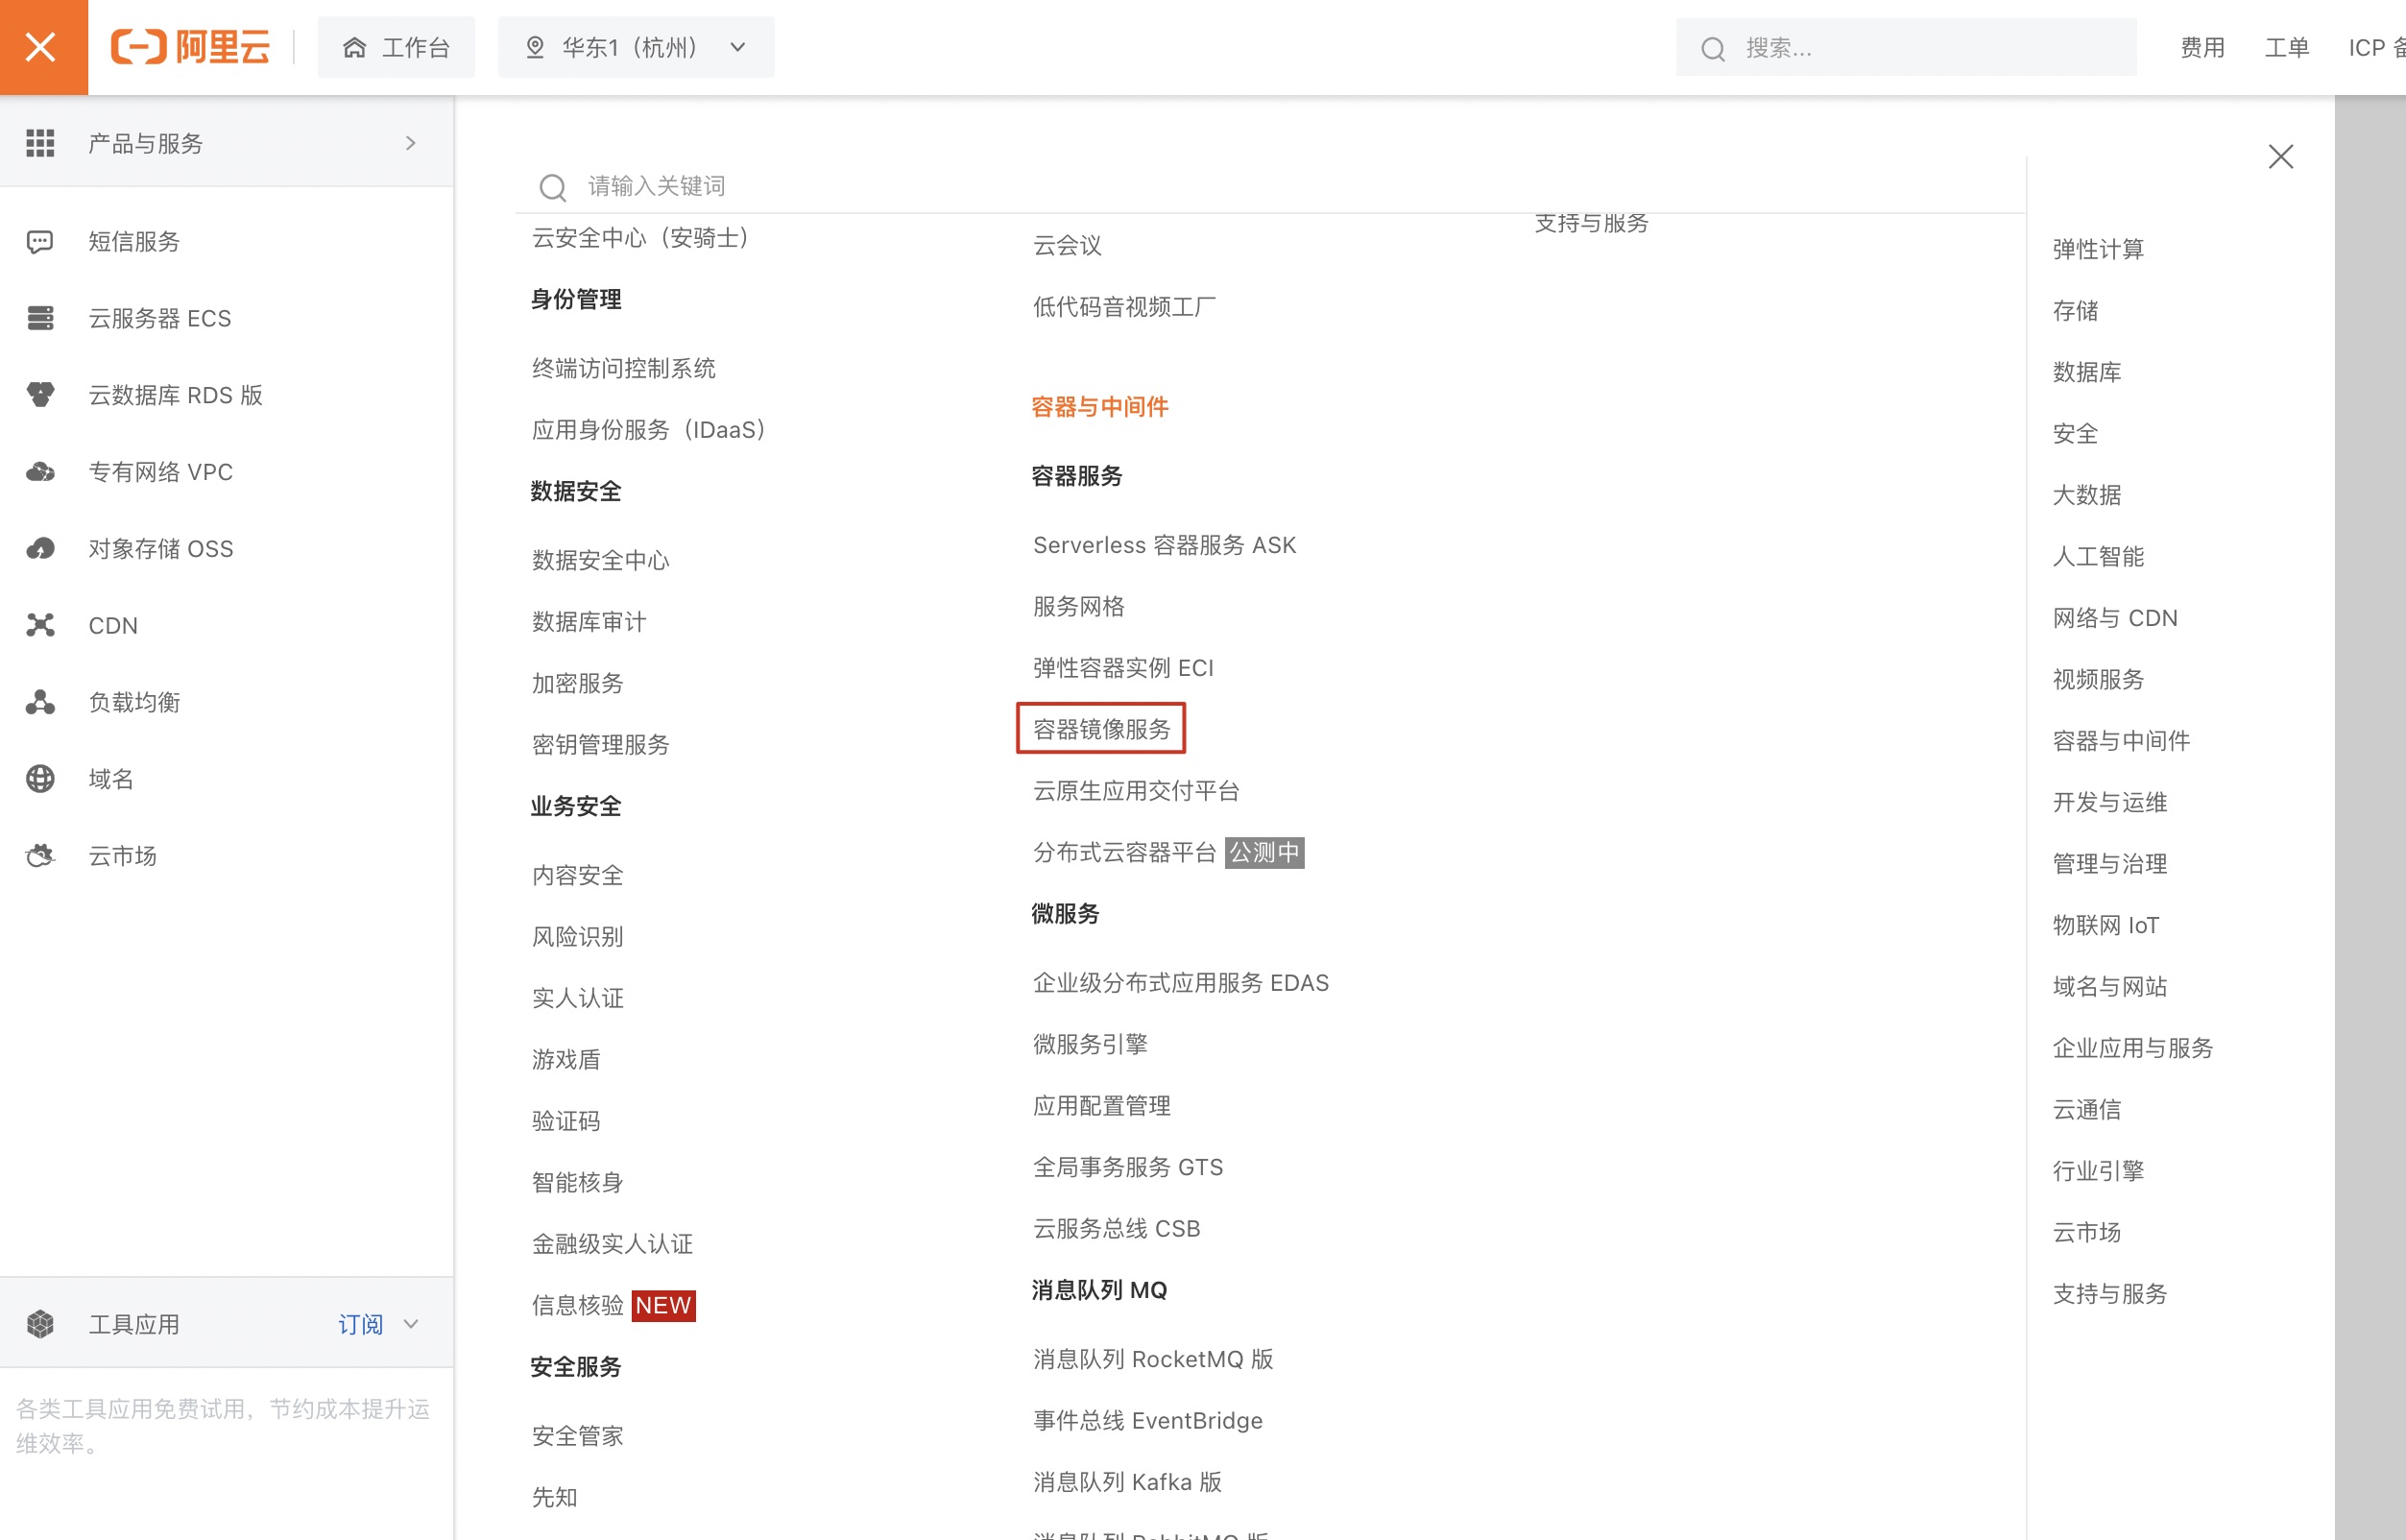 阿里云
工作台
华东1（杭州）
搜索...
费用
工单
ICP 备
产品与服务
短信服务
云服务器 ECS
云数据库 RDS 版
专有网络 VPC
对象存储 OSS
CDN
负载均衡
域名
云市场
工具应用
订阅
各类工具应用免费试用，节约成本提升运
维效率。
请输入关键词
云安全中心（安骑士）
身份管理
终端访问控制系统
应用身份服务（IDaaS）
数据安全
数据安全中心
数据库审计
加密服务
密钥管理服务
业务安全
内容安全
风险识别
实人认证
游戏盾
验证码
智能核身
金融级实人认证
信息核验 NEW
安全服务
安全管家
先知
云会议
低代码音视频工厂
容器与中间件
容器服务
Serverless 容器服务 ASK
服务网格
弹性容器实例 ECI
容器镜像服务
云原生应用交付平台
分布式云容器平台 公测中
微服务
企业级分布式应用服务 EDAS
微服务引擎
应用配置管理
全局事务服务 GTS
云服务总线 CSB
消息队列 MQ
消息队列 RocketMQ 版
事件总线 EventBridge
消息队列 Kafka 版
消息队列 RabbitMQ 版
支持与服务
弹性计算
存储
数据库
安全
大数据
人工智能
网络与 CDN
视频服务
容器与中间件
开发与运维
管理与治理
物联网 IoT
域名与网站
企业应用与服务
云通信
行业引擎
云市场
支持与服务